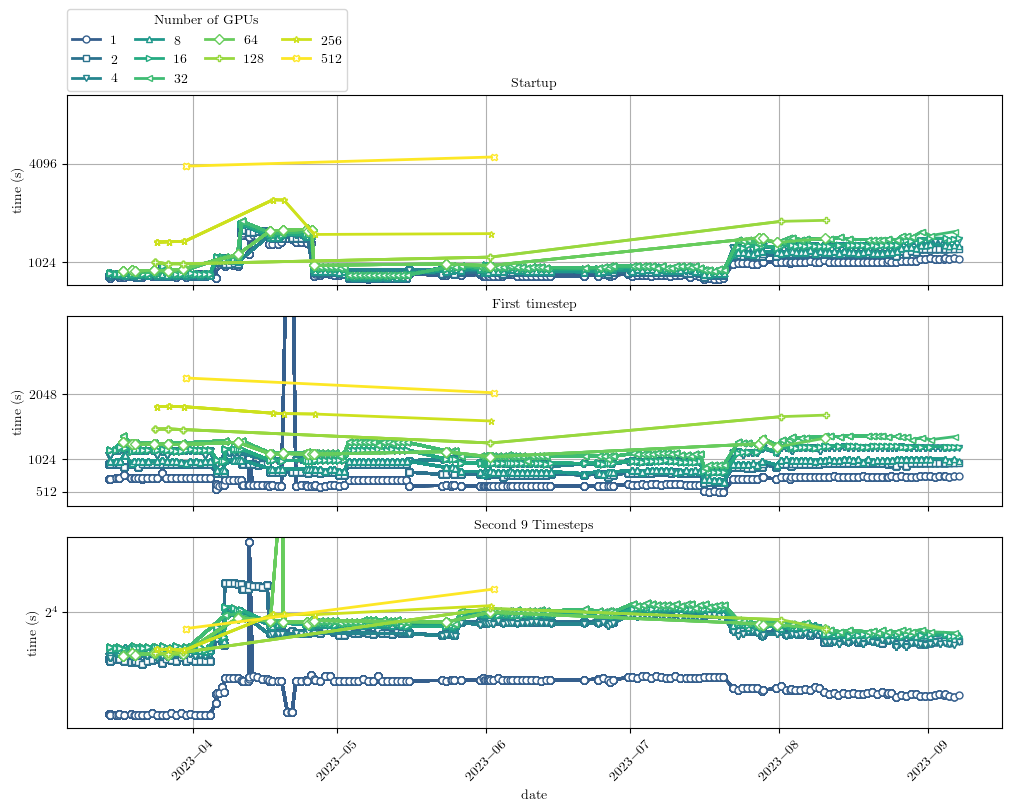 Number of GPUs
1 8 64 256
2 16 128 512
4 32
Startup
4096
1024
time (s)
First timestep
2048
1024
512
time (s)
Second 9 Timesteps
2⁴
time (s)
2023−04 2023−05 2023−06 2023−07 2023−08 2023−09
date